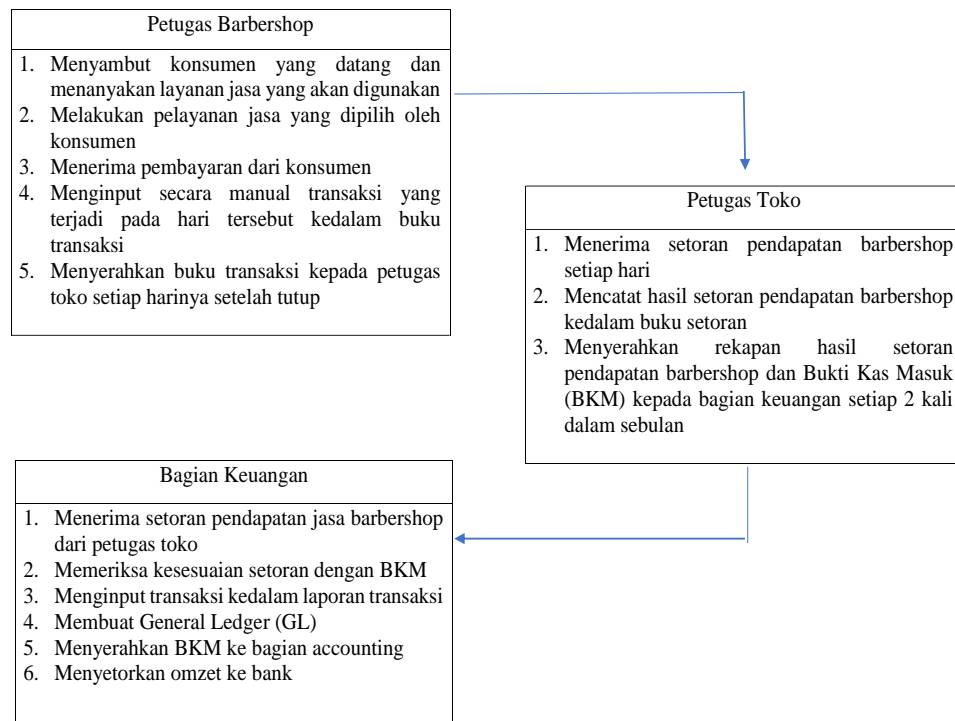 Petugas Barbershop
1. Menyambut konsumen yang datang dan
menanyakan layanan jasa yang akan digunakan
2. Melakukan pelayanan jasa yang dipilih oleh
konsumen
3. Menerima pembayaran dari konsumen
4. Menginput secara manual transaksi yang
terjadi pada hari tersebut kedalam buku
transaksi
5. Menyerahkan buku transaksi kepada petugas
toko setiap harinya setelah tutup
Petugas Toko
1. Menerima setoran pendapatan barbershop
setiap hari
2. Mencatat hasil setoran pendapatan barbershop
kedalam buku setoran
3. Menyerahkan rekapan hasil setoran
pendapatan barbershop dan Bukti Kas Masuk
(BKM) kepada bagian keuangan setiap 2 kali
dalam sebulan
Bagian Keuangan
1. Menerima setoran pendapatan jasa barbershop
dari petugas toko
2. Memeriksa kesesuaian setoran dengan BKM
3. Menginput transaksi kedalam laporan transaksi
4. Membuat General Ledger (GL)
5. Menyerahkan BKM ke bagian accounting
6. Menyetorkan omzet ke bank